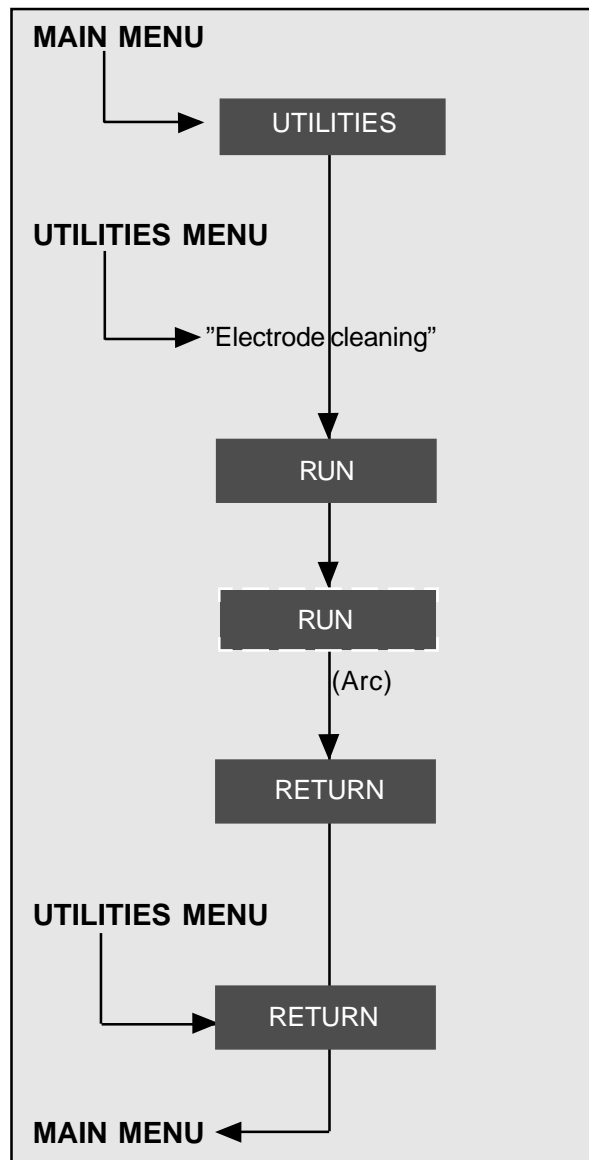 MAIN MENU
UTILITIES
UTILITIES MENU
”Electrode cleaning”
RUN
RUN
(Arc)
RETURN
UTILITIES MENU
RETURN
MAIN MENU